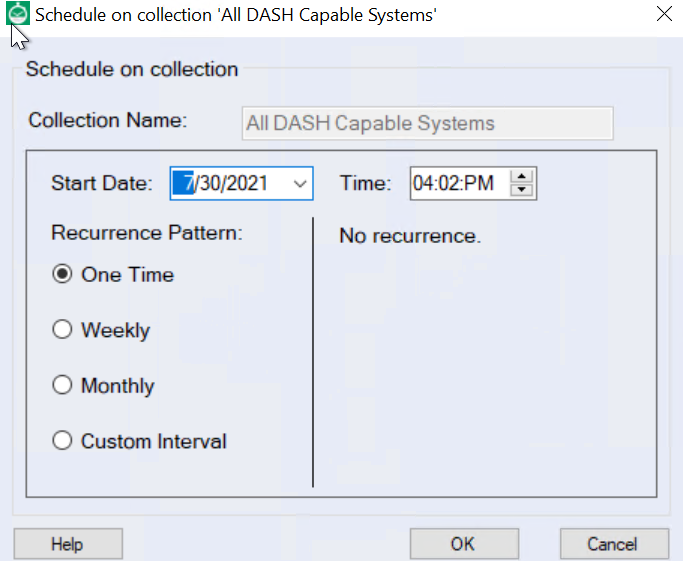 Schedule on collection 'All DASH Capable Systems'
Schedule on collection
Collection Name: All DASH Capable Systems
Start Date: 7/30/2021 Time: 04:02:PM
Recurrence Pattern: No recurrence.
One Time
Weekly
Monthly
Custom Interval
Help OK Cancel